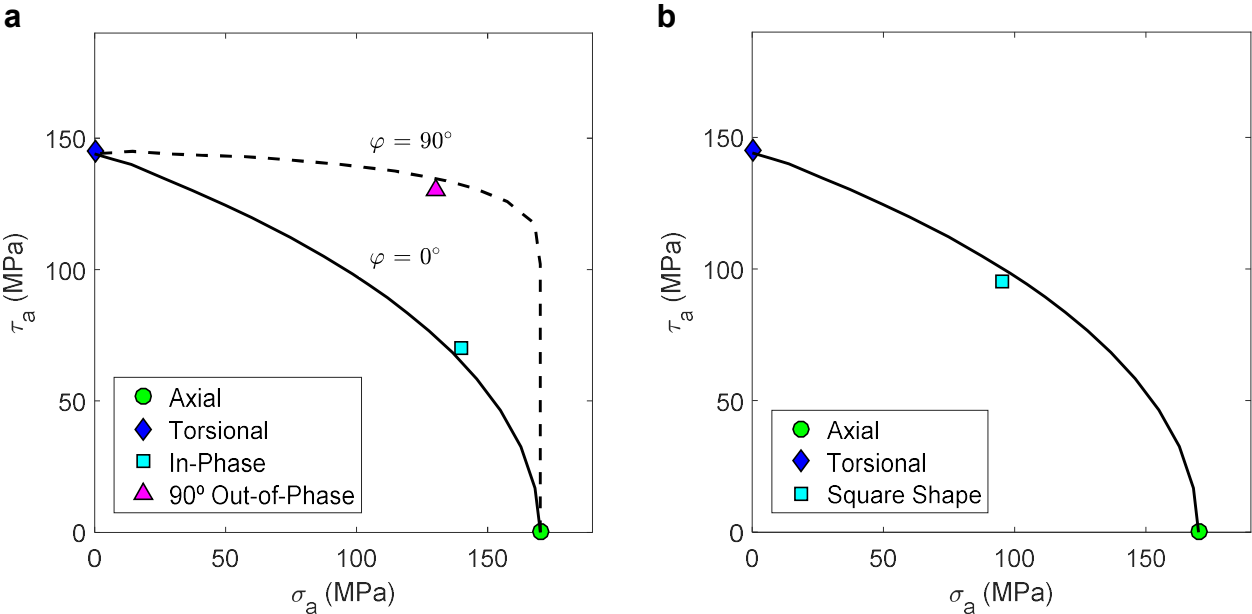 a
150
100
50
0
0
50
100
150
τa (MPa)
σa (MPa)
φ = 90°
φ = 0°
Axial
Torsional
In-Phase
90º Out-of-Phase
b
150
100
50
0
0
50
100
150
τa (MPa)
σa (MPa)
Axial
Torsional
Square Shape